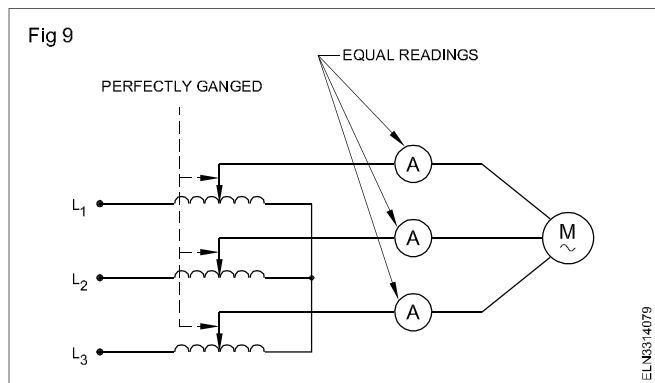 Fig 9
EQUAL READINGS
PERFECTLY GANGED
A
L1
A
M
~
L2
A
L3
ELN3314079